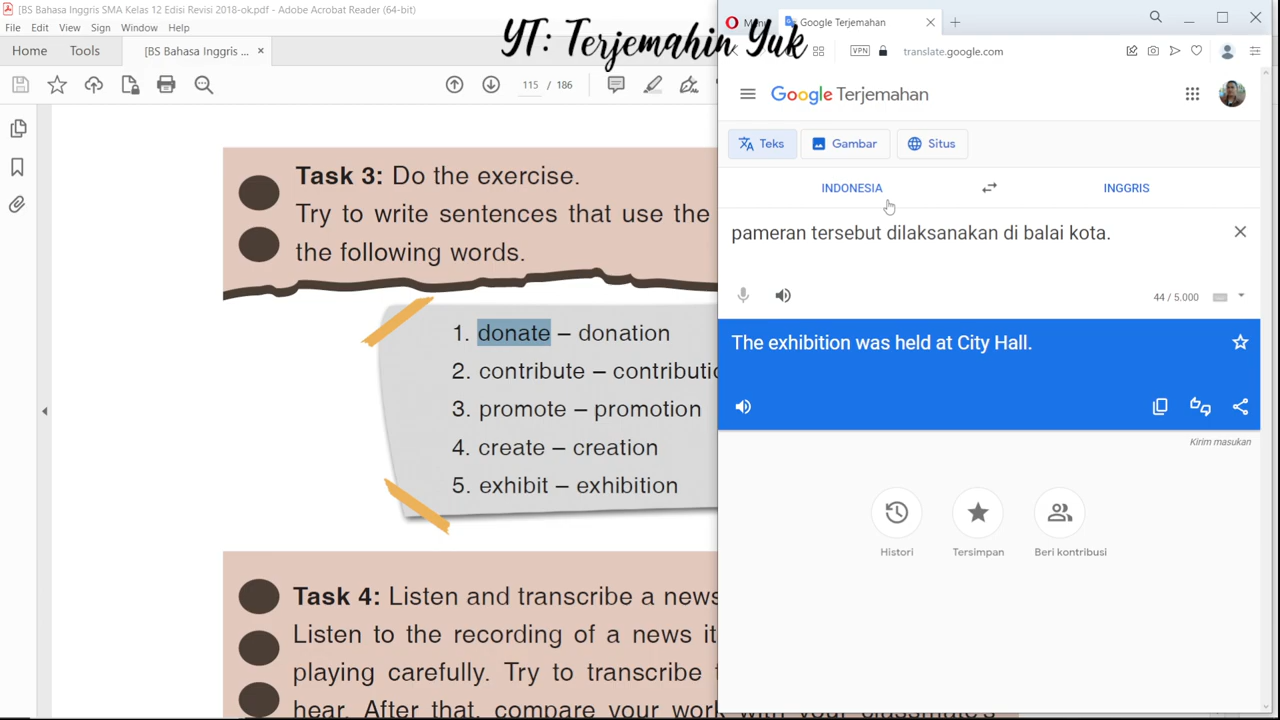 [BS Bahasa Inggris SMA Kelas 12 Edisi Revisi 2018-ok.pdf - Adobe Acrobat Reader (64-bit)
File Edit View Sign Window Help
Home Tools [BS Bahasa Inggris ... ×
115 / 186
YT: Terjemahin Yuk
Task 3: Do the exercise.
Try to write sentences that use the
the following words.
1. donate – donation
2. contribute –
3. promote – promotion
4. create – creation
5. exhibit – exhibition
Task 4: Listen and transcribe a news
Listen to the recording of a news
playing carefully. Try to transcribe
hear. After that, compare your work with your classmate's
Google Terjemahan
VPN translate.google.com
Google Terjemahan
Teks Gambar Situs
INDONESIA INGGRIS
pameran tersebut dilaksanakan di balai kota.
44 / 5.000
The exhibition was held at City Hall.
Kirim masukan
Histori Tersimpan Beri kontribusi